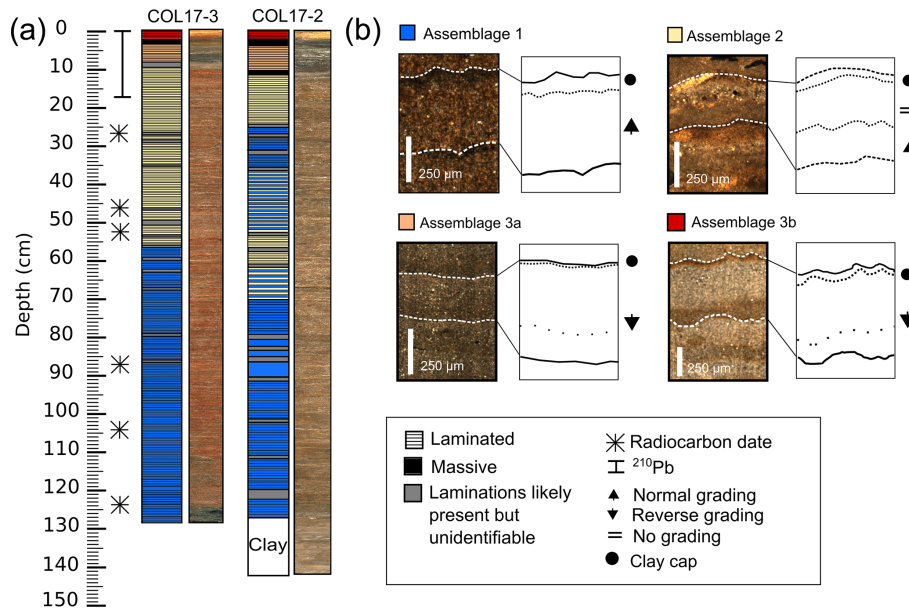 (a)
COL17-3
COL17-2
0
10
20
30
40
50
60
70
80
90
100
110
120
130
140
150
Depth (cm)
Clay
(b)
Assemblage 1
Assemblage 2
250 µm
250 µm
Assemblage 3a
Assemblage 3b
250 µm
250 µm
Laminated
Massive
Laminations likely
present but
unidentifiable
Radiocarbon date
²¹⁰Pb
Normal grading
Reverse grading
No grading
Clay cap